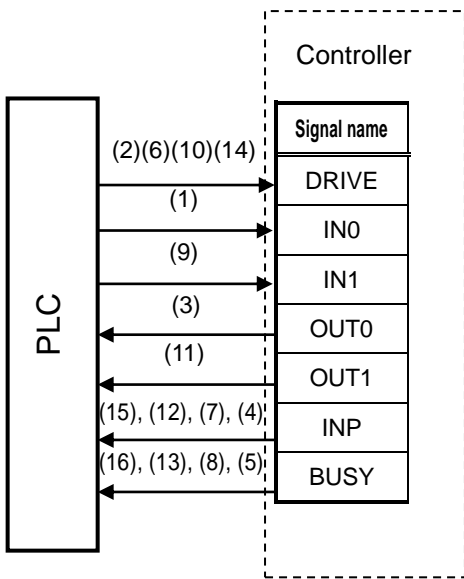 Controller
Signal name
(2)(6)(10)(14)
DRIVE
(1)
IN0
(9)
IN1
(3)
OUT0
(11)
OUT1
(15), (12), (7), (4)
INP
(16), (13), (8), (5)
BUSY
PLC